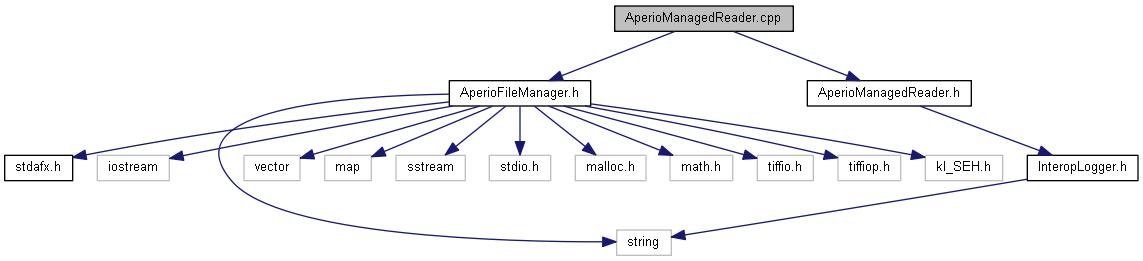 AperioManagedReader.cpp
AperioFileManager.h
AperioManagedReader.h
stdafx.h
iostream
vector
map
sstream
stdio.h
malloc.h
math.h
tiffio.h
tiffiop.h
kl_SEH.h
InteropLogger.h
string